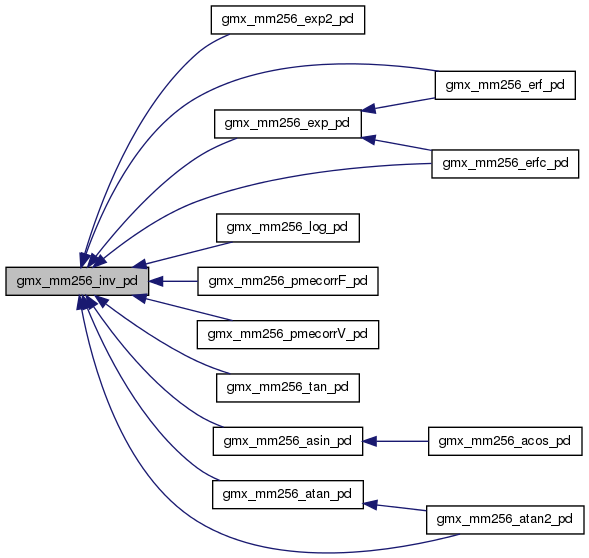 gmx_mm256_exp2_pd
gmx_mm256_erf_pd
gmx_mm256_exp_pd
gmx_mm256_erfc_pd
gmx_mm256_log_pd
gmx_mm256_inv_pd
gmx_mm256_pmecorrF_pd
gmx_mm256_pmecorrV_pd
gmx_mm256_tan_pd
gmx_mm256_asin_pd
gmx_mm256_acos_pd
gmx_mm256_atan_pd
gmx_mm256_atan2_pd